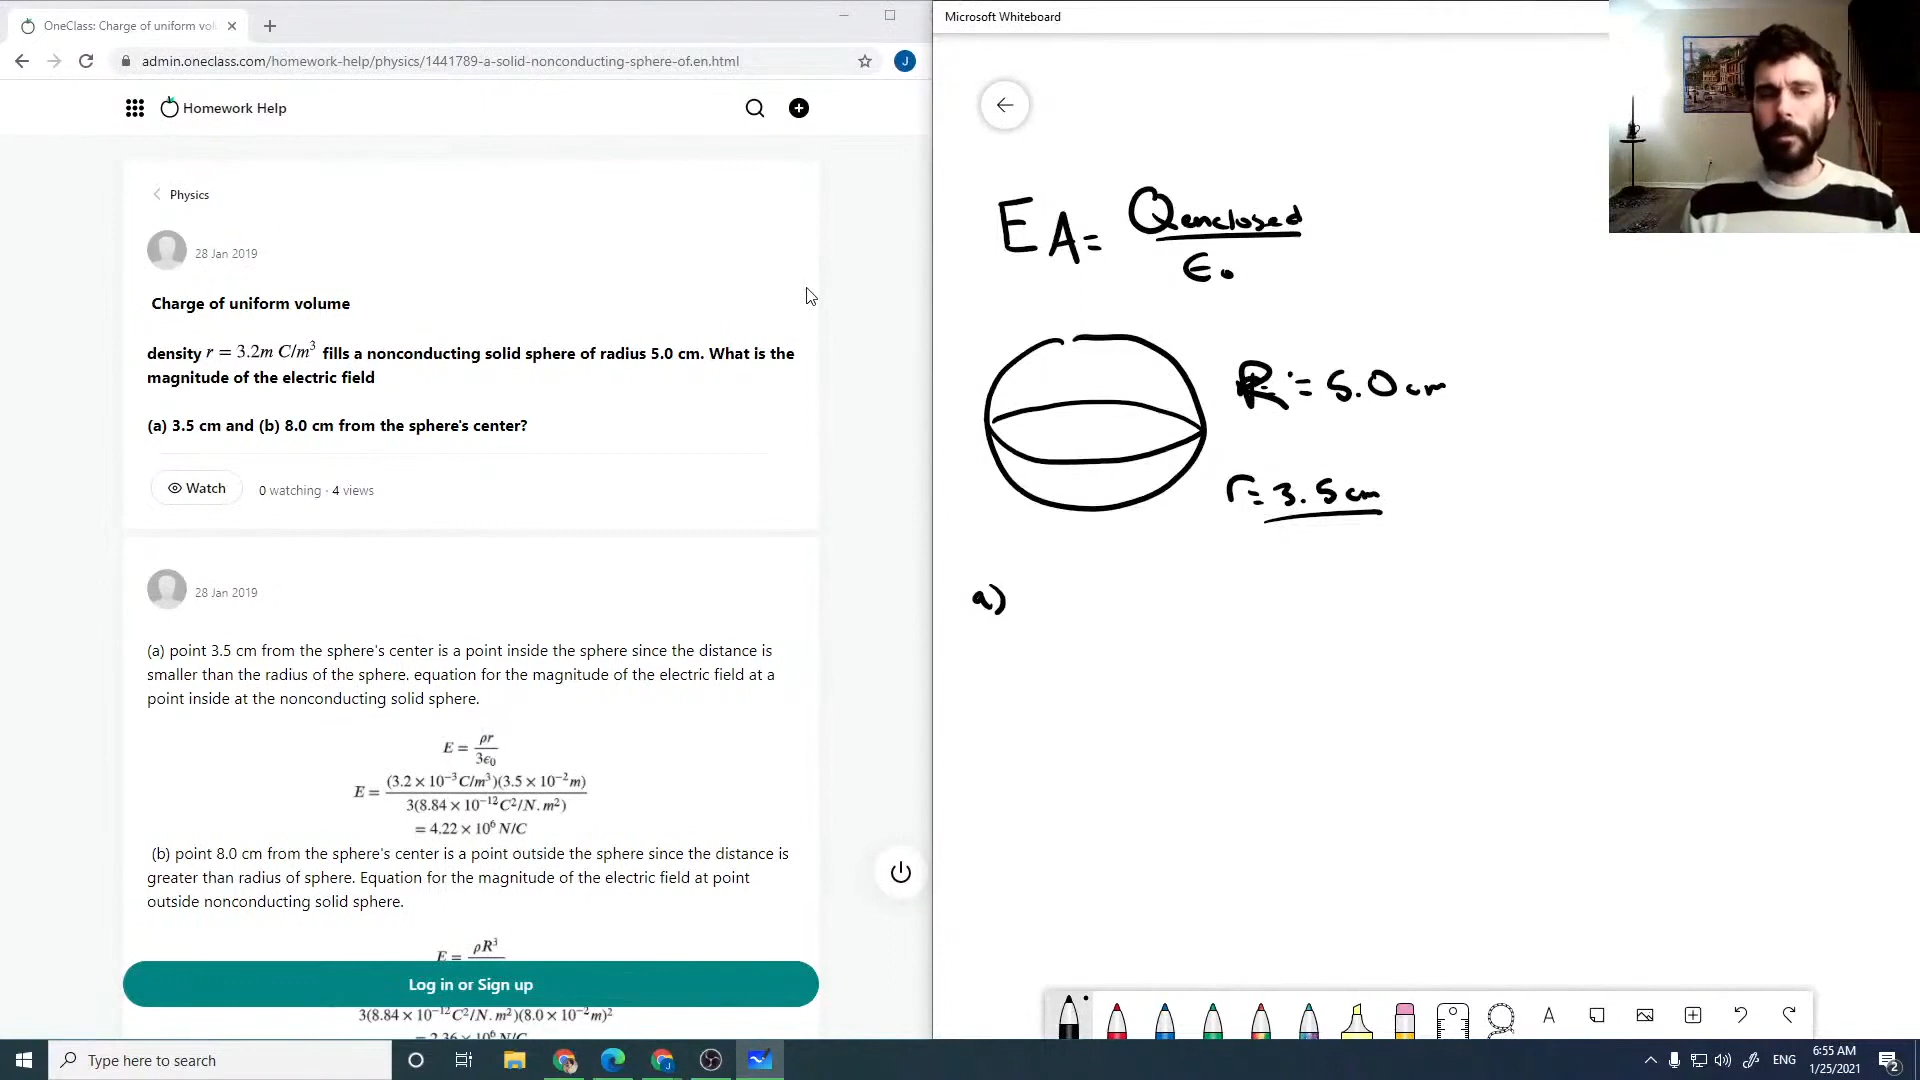 OneClass: Charge of uniform volu
admin.oneclass.com/homework-help/physics/1441789-a-solid-nonconducting-sphere-of.en.html
J
Homework Help
Physics
28 Jan 2019
Charge of uniform volume
density r = 3.2m C/m³ fills a nonconducting solid sphere of radius 5.0 cm. What is the
magnitude of the electric field
(a) 3.5 cm and (b) 8.0 cm from the sphere's center?
Watch
0 watching · 4 views
28 Jan 2019
(a) point 3.5 cm from the sphere's center is a point inside the sphere since the distance is
smaller than the radius of the sphere. equation for the magnitude of the electric field at a
point inside at the nonconducting solid sphere.
E = ρr / 3ϵ₀
E = (3.2 × 10⁻³ C/m³)(3.5 × 10⁻² m) / 3(8.84 × 10⁻¹² C²/N. m²)
= 4.22 × 10⁶ N/C
(b) point 8.0 cm from the sphere's center is a point outside the sphere since the distance is
greater than radius of sphere. Equation for the magnitude of the electric field at point
outside nonconducting solid sphere.
E = ρR³
Log in or Sign up
3(8.84 × 10⁻¹² C²/N. m²)(8.0 × 10⁻² m)²
= 2.36 × 10⁶ N/C
Microsoft Whiteboard
EA = Qenclosed / ϵ₀
R = 5.0 cm
r = 3.5 cm
a)
A
Type here to search
J
ENG
6:55 AM
1/25/2021
2